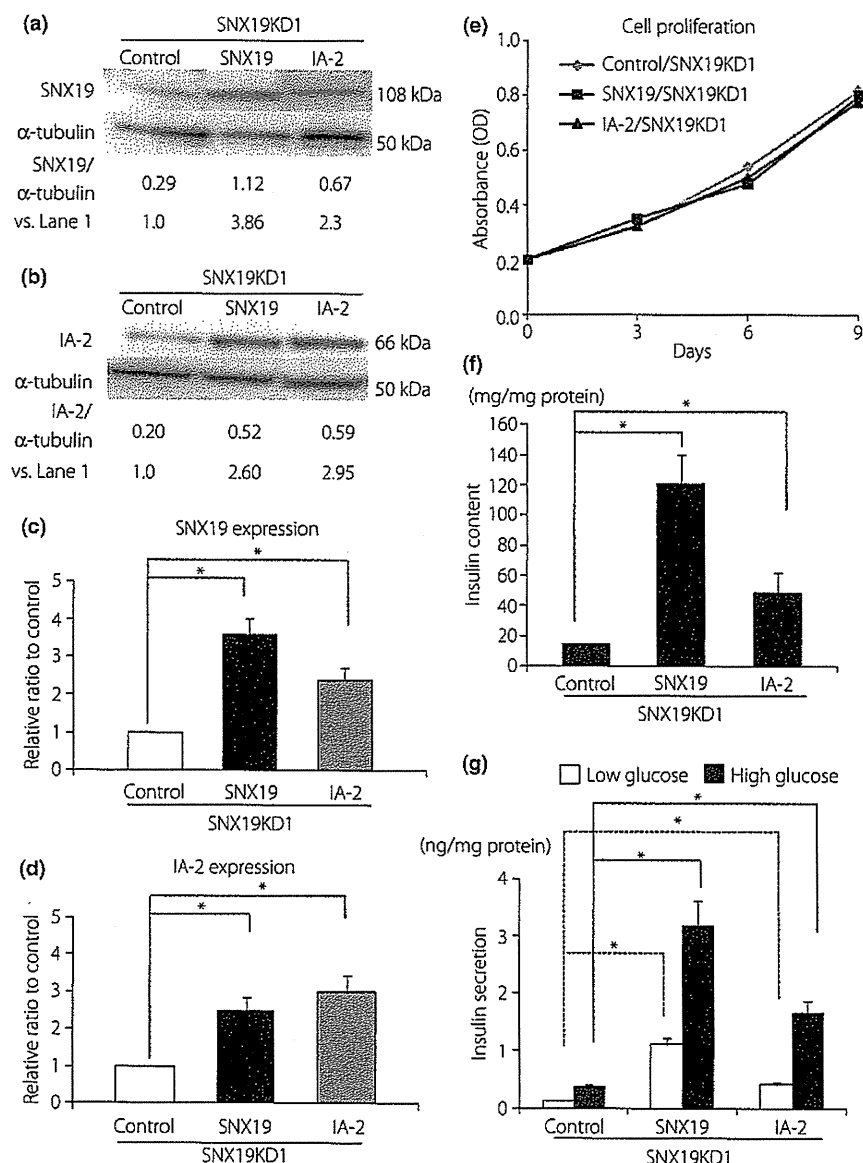 (a)
SNX19KD1
Control SNX19 IA-2
SNX19 108 kDa
α-tubulin 50 kDa
SNX19/
α-tubulin 0.29 1.12 0.67
vs. Lane 1 1.0 3.86 2.3
(b)
SNX19KD1
Control SNX19 IA-2
IA-2 66 kDa
α-tubulin 50 kDa
IA-2/
α-tubulin 0.20 0.52 0.59
vs. Lane 1 1.0 2.60 2.95
(c)
SNX19 expression
* *
Relative ratio to control
5
4
3
2
1
0
Control SNX19 IA-2
SNX19KD1
(d)
IA-2 expression
* *
Relative ratio to control
5
4
3
2
1
0
Control SNX19 IA-2
SNX19KD1
(e)
Cell proliferation
Control/SNX19KD1
SNX19/SNX19KD1
IA-2/SNX19KD1
Absorbance (OD)
1.0
0.8
0.6
0.4
0.2
0.0
0 3 6 9
Days
(f)
(mg/mg protein)
* *
Insulin content
160
140
120
100
80
60
40
20
0
Control SNX19 IA-2
SNX19KD1
(g)
Low glucose High glucose
(ng/mg protein)
* * * *
Insulin secretion
4
3
2
1
0
Control SNX19 IA-2
SNX19KD1